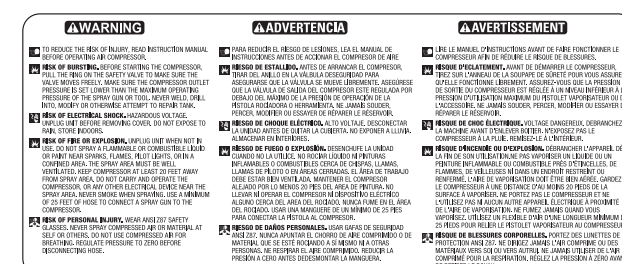 WARNING
TO REDUCE THE RISK OF INJURY, READ INSTRUCTION MANUAL
BEFORE OPERATING AIR COMPRESSOR.
RISK OF BURSTING. BEFORE STARTING THE COMPRESSOR,
PULL THE RING ON THE SAFETY VALVE TO MAKE SURE THE
VALVE MOVES FREELY. MAKE SURE THE COMPRESSOR OUTLET
PRESSURE IS SET LOWER THAN THE MAXIMUM OPERATING
PRESSURE OF THE SPRAY GUN OR TOOL. NEVER WELD, DRILL
INTO, MODIFY OR OTHERWISE ATTEMPT TO REPAIR TANK.
RISK OF ELECTRICAL SHOCK. HAZARDOUS VOLTAGE.
UNPLUG UNIT BEFORE REMOVING COVER. DO NOT EXPOSE TO
RAIN, STORE INDOORS.
RISK OF FIRE OR EXPLOSION. UNPLUG UNIT WHEN NOT IN
USE. DO NOT SPRAY A FLAMMABLE OR COMBUSTIBLE LIQUID
OR PAINT NEAR SPARKS, FLAMES, PILOT LIGHTS, OR IN A
CONFINED AREA. THE SPRAY AREA MUST BE WELL
VENTILATED. KEEP COMPRESSOR AT LEAST 20 FEET AWAY
FROM SPRAY AREA. DO NOT CARRY AND OPERATE THE
COMPRESSOR, OR ANY OTHER ELECTRICAL DEVICE NEAR THE
SPRAY AREA. NEVER SMOKE WHEN SPRAYING. USE A MINIMUM
OF 25 FEET OF HOSE TO CONNECT A SPRAY GUN TO THE
COMPRESSOR.
RISK OF PERSONAL INJURY. WEAR ANSI Z87 SAFETY
GLASSES. NEVER SPRAY COMPRESSED AIR OR MATERIAL AT
SELF OR OTHERS. DO NOT USE COMPRESSED AIR FOR
BREATHING. REGULATE PRESSURE TO ZERO BEFORE
DISCONNECTING HOSE.
ADVERTENCIA
PARA REDUCIR EL RIESGO DE LESIONES, LEA EL MANUAL DE
INSTRUCCIONES ANTES DE ACCIONAR EL COMPRESOR DE AIRE
RIESGO DE ESTALLIDO. ANTES DE ARRANCAR EL COMPRESOR,
TIRAR DEL ANILLO EN LA VÁLVULA DESEGURIDAD PARA
ASEGURARSE QUE LA VÁLVULA SE MUEVE LIBREMENTE, ASEGÚRESE
QUE LA VÁLVULA DE SALIDA DEL COMPRESOR ESTE REGULADA POR
DEBAJO DEL MÁXIMO DE LA PRESIÓN DE OPERACIÓN DE LA
PISTOLA ROCIADORA O HERRAMIENTA, NE JAMAIS SOUDER,
PERCER, MODIFIER OU ESSAYER DE RÉPARER LE RÉSERVOIR.
RIESGO DE CHOQUE ELÉCTRICO. ALTO VOLTAJE. DESCONECTAR
LA UNIDAD ANTES DE QUITAR LA CUBIERTA. NO EXPONER A LLUVIA.
ALMACENAR EN INTERIORES.
RIESGO DE FUEGO O EXPLOSIÓN. DESENCHUFE LA UNIDAD
CUANDO NO LA UTILICE. NO ROCIAR LÍQUIDO NI PINTURAS
INFLAMABLES O COMBUSTIBLES CERCA DE CHISPAS, LLAMAS,
LLAMAS DE PILOTO O EN ÁREAS CERRADAS. EL ÁREA DE TRABAJO
DEBE ESTAR BIEN VENTILADA. MANTENER EL COMPRESOR
ALEJADO POR LO MENOS 20 PIES DEL ÁREA DE PINTURA. NO
LLEVAR NI OPERAR EL COMPRESOR NI DISPOSITIVO ELÉCTRICO
ALGUNO CERCA DEL ÁREA DEL ROCIADO, NUNCA FUME EN EL ÁREA
DEL ROCIADO. USAR UNA MANGUERA DE UN MÍNIMO DE 25 PIES
PARA CONECTAR LA PISTOLA AL COMPRESOR.
RIESGO DE DAÑOS PERSONALES. USAR GAFAS DE SEGURIDAD
ANSI Z87, NUNCA APUNTAR EL CHORRO DE AIRE COMPRIMIDO O DE
MATERIAL QUE SE ESTÉ ROCIANDO A SÍ MISMO NI A OTRAS
PERSONAS. NE RESPIRAR EL AIRE COMPRIMIDO. REDUCIR LA
PRESIÓN A CERO ANTES DEDESMONTAR LA MANGUERA.
AVERTISSEMENT
LIRE LE MANUEL D'INSTRUCTIONS AVANT DE FAIRE FONCTIONNER LE
COMPRESSEUR AFIN DE RÉDUIRE LE RISQUE DE BLESSURES.
RISQUE D'ECLATEMENT. AVANT DE DÉMARRER LE COMPRESSEUR,
TIREZ SUR L'ANNEAU DE LA SOUPAPE DE SÛRETÉ POUR VOUS ASSURER
QU'ELLE FONCTIONNE LIBREMENT. ASSUREZ-VOUS QUE LA PRESSION
DE SORTIE DU COMPRESSEUR EST RÉGLÉE À UN NIVEAU INFÉRIEUR À
PRESSION D'UTILISATION MAXIMUM DU PISTOLET VAPORISATEUR OU
L'ACCESSOIRE. NE JAMAIS SOUDER, PERCER, MODIFIER OU ESSAYER
RÉPARER LE RÉSERVOIR.
RISQUE DE CHOC ÉLECTRIQUE. VOLTAGE DANGEREUX. DEBRANCHEZ
LA MACHINE AVANT D'ENLEVER BOÎTIER. N'EXPOSEZ PAS LE
COMPRESSEUR À LA PLUIE. REMISEZ-LE À L'INTÉRIEUR.
RISQUE D'INCENDIE OU D'EXPLOSION. DÉBRANCHER L'APPAREIL
LA FIN DE SON UTILISATION. NE PAS VAPORISER UN LIQUIDE OU UN
PEINTURE INFLAMMABLE OU COMBUSTIBLE PRÈS D'ÉTINCELLES, DE
FLAMMES, DE VEILLEUSES NI DANS UN ENDROIT RESTREINT OU
RENFERMÉ. L'AIRE DE VAPORISATION DOIT ÊTRE BIEN AÉRÉE. GARDEZ
LE COMPRESSEUR À UNE DISTANCE D'AU MOINS 20 PIEDS DE LA
SURFACE À VAPORISER. NE PORTEZ PAS LE COMPRESSEUR ET NE
L'UTILISEZ PAS NI AUCUN AUTRE APPAREIL ÉLECTRIQUE À PROXIMITÉ
DE L'AIRE DE VAPORISATION. NE FUMEZ JAMAIS QUAND VOUS
VAPORISEZ. UTILISEZ UN FLEXIBLE D'AIR D'UNE LONGUEUR MINIMUM
25 PIEDS POUR RELIER LE PISTOLET VAPORISATEUR AU COMPRESSEUR
RISQUE DE BLESSURES CORPORELLES. PORTEZ DES LUNETTES DE
PROTECTION ANSI Z87. NE DIRIGEZ JAMAIS L'AIR COMPRIMÉ OU DES
MATÉRIAUX VERS SOI OU VERS AUTRUI. NE JAMAIS UTILISER DE L'AIR
COMPRIMÉ POUR LA RESPIRATION. RÉGLEZ LA PRESSION À ZÉRO AVANT